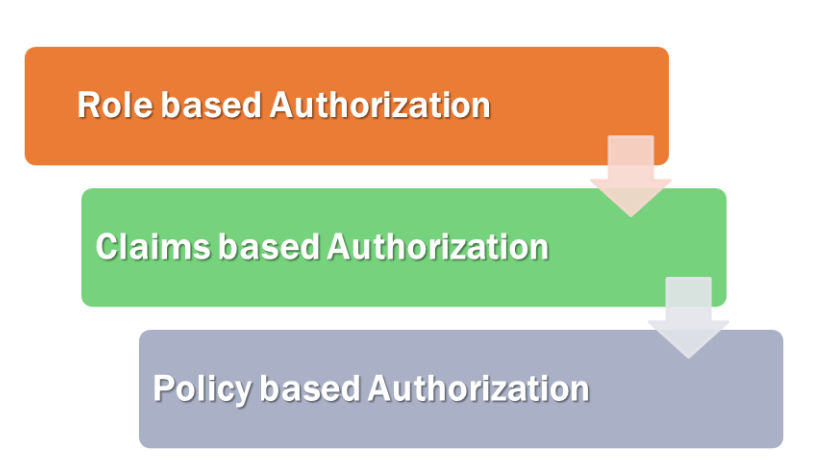 Role based Authorization
Claims based Authorization
Policy based Authorization